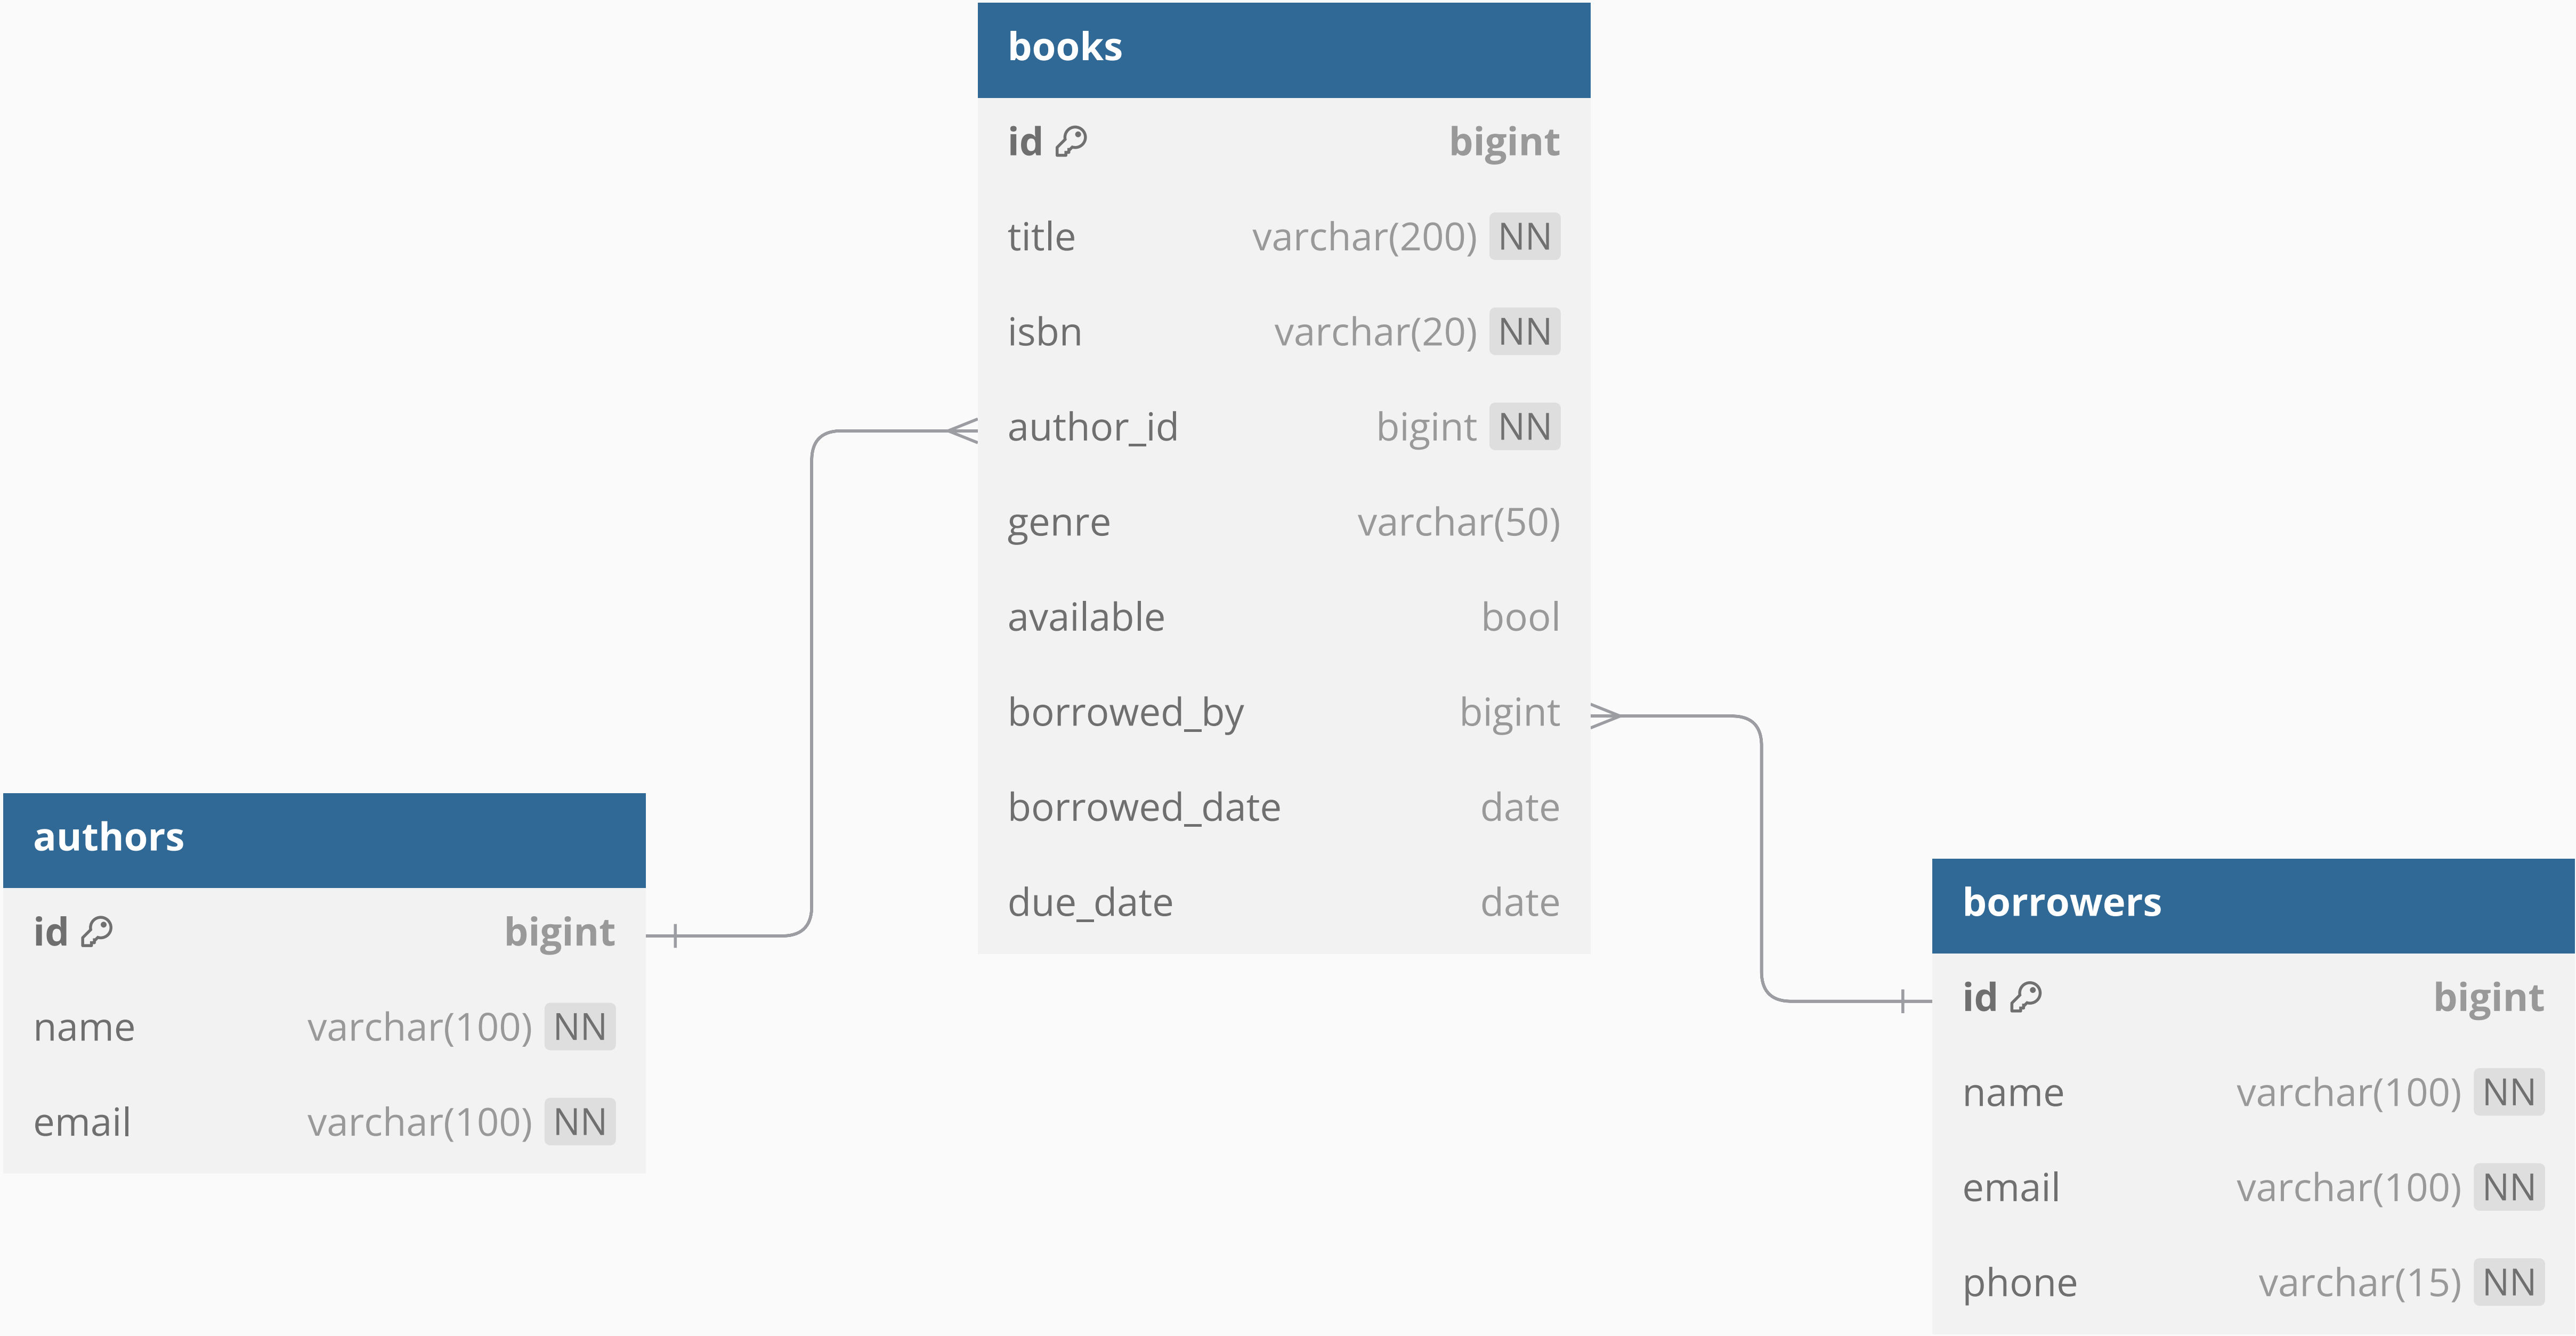 books
id bigint
title varchar(200) NN
isbn varchar(20) NN
author_id bigint NN
genre varchar(50)
available bool
borrowed_by bigint
borrowed_date date
due_date date
authors
id bigint
name varchar(100) NN
email varchar(100) NN
borrowers
id bigint
name varchar(100) NN
email varchar(100) NN
phone varchar(15) NN